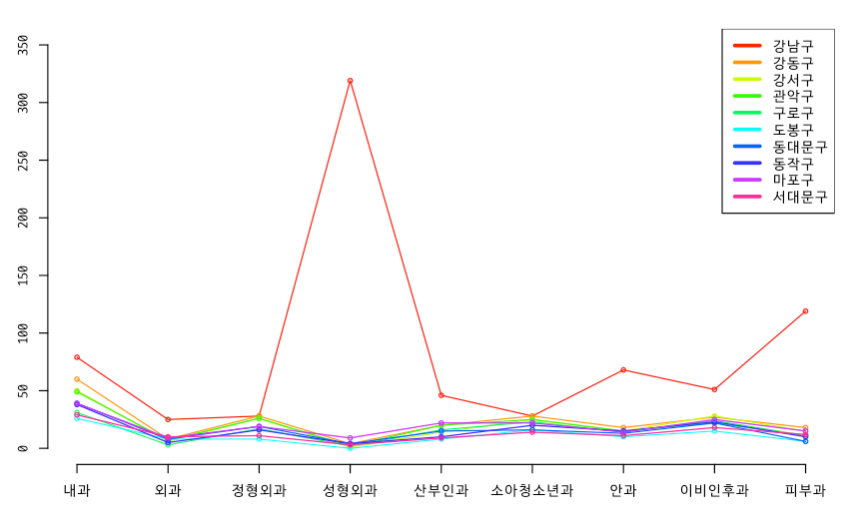 350
300
250
200
150
100
50
0
강남구
강동구
강서구
관악구
구로구
도봉구
동대문구
동작구
마포구
서대문구
내과 외과 정형외과 성형외과 산부인과 소아청소년과 안과 이비인후과 피부과